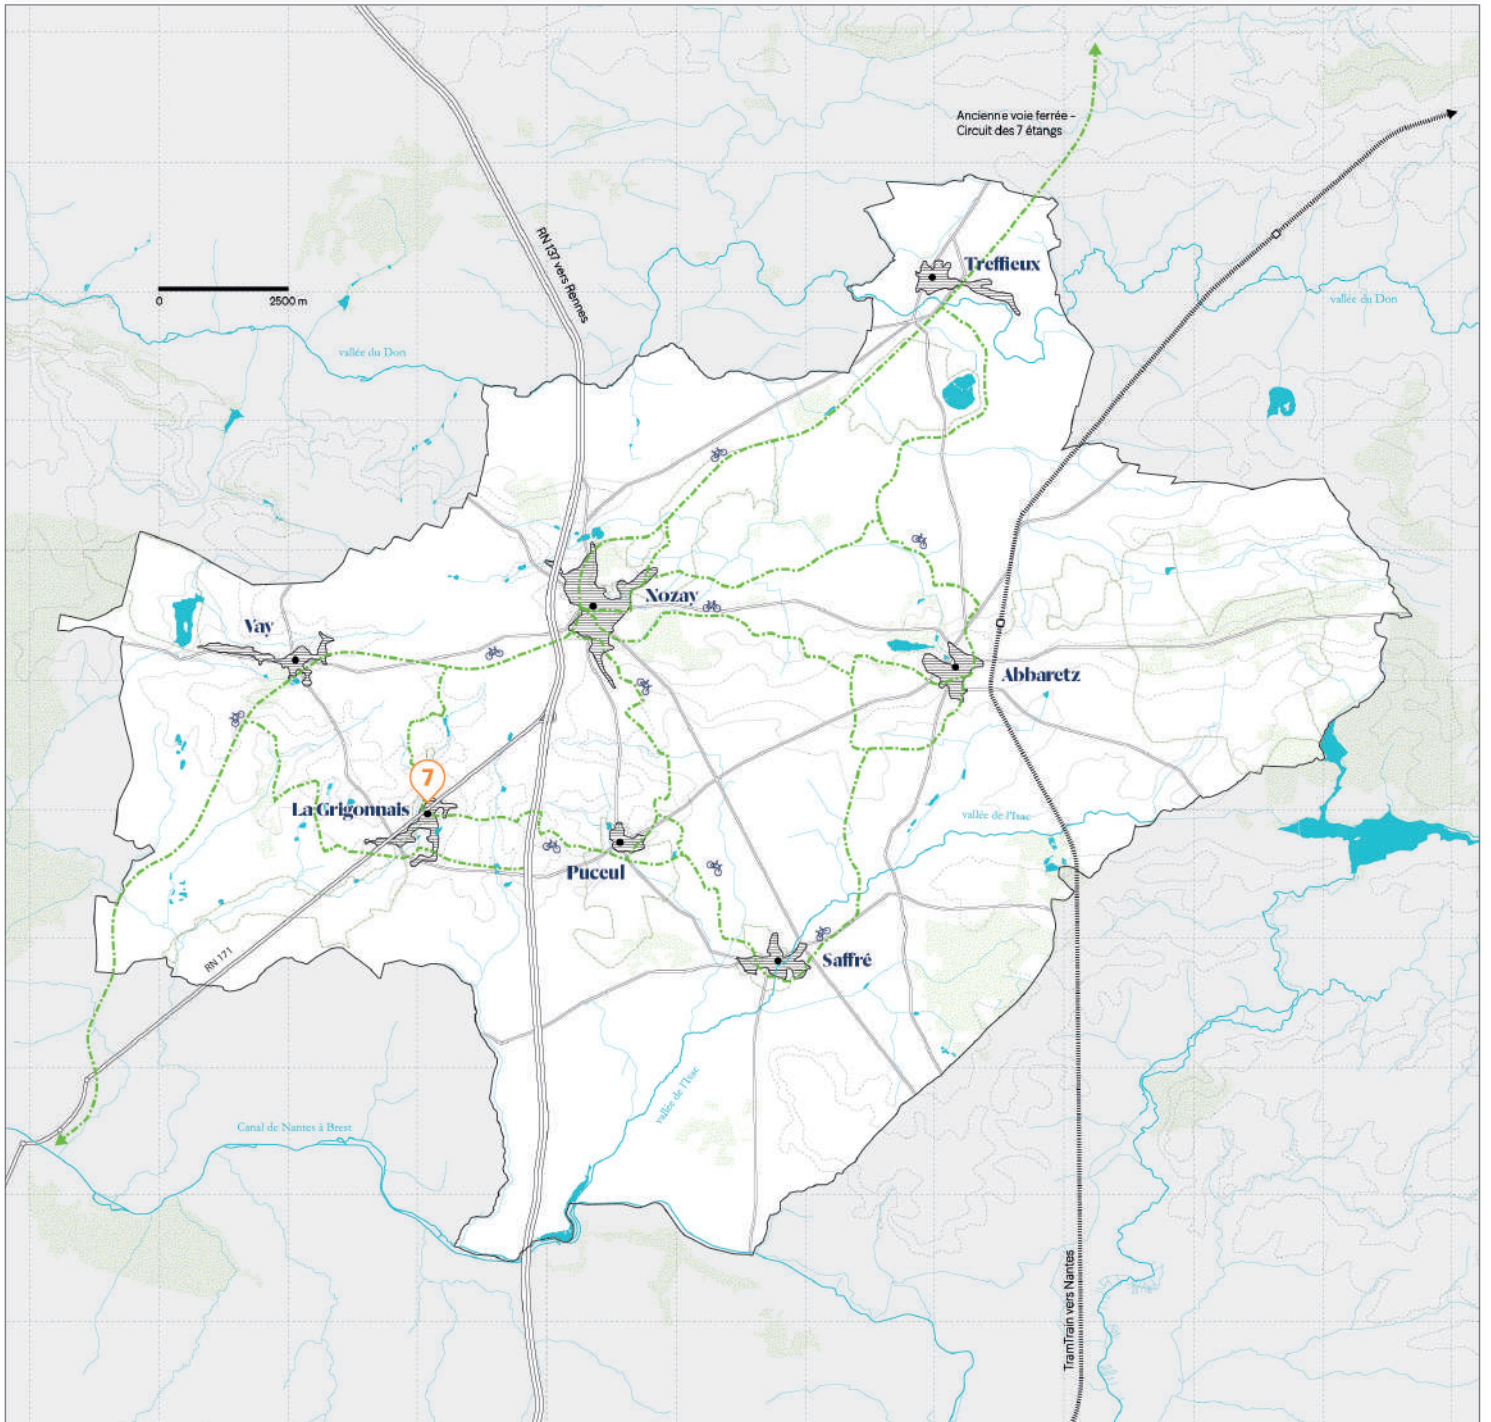 Ancienne voie ferrée -
Circuit des 7 étangs
RN 137 vers Rennes
Treffieux
0
2500 m
vallée du Don
vallée du Don
Nozay
Vay
Abbaretz
7
La Grigonnais
vallée de l'Isac
Puceul
Saffré
RN 171
vallée de l'Isac
Canal de Nantes à Brest
TramTrain vers Nantes